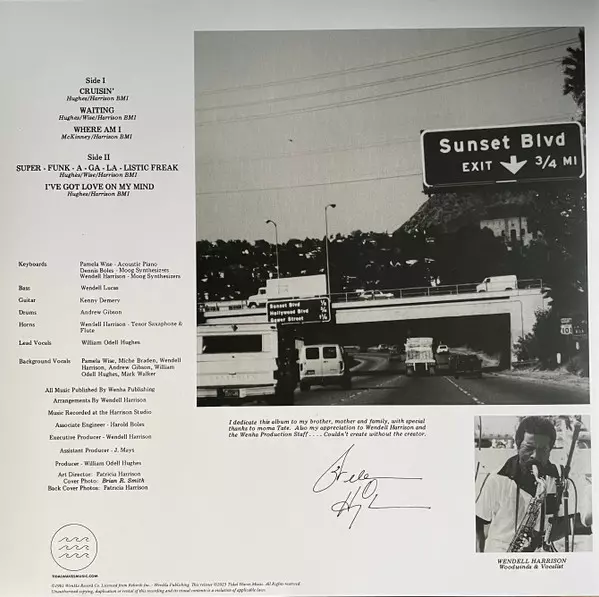 Side I
CRUISIN'
Hughes/Harrison BMI
WAITING
Hughes/Wise/Harrison BMI
WHERE AM I
McKinney/Harrison BMI
Side II
SUPER - FUNK - A - GA - LA - LISTIC FREAK
Hughes/Wise/Harrison BMI
I'VE GOT LOVE ON MY MIND
Hughes/Harrison BMI
Keyboards Pamela Wise - Acoustic Piano
Dennis Boles - Moog Synthesizers
Wendell Harrison - Moog Synthesizers
Bass Wendell Lucas
Guitar Kenny Demery
Drums Andrew Gibson
Horns Wendell Harrison - Tenor Saxophone &
Flute
Lead Vocals William Odell Hughes
Background Vocals Pamela Wise, Miche Braden, Wendell
Harrison, Andrew Gibson, William
Odell Hughes, Mark Walker
All Music Published By Wenha Publishing
Arrangements By Wendell Harrison
Music Recorded at the Harrison Studio
Associate Engineer - Harold Boles
Executive Producer - Wendell Harrison
Assistant Producer - J. Mays
Producer - William Odell Hughes
Art Director: Patricia Harrison
Cover Photo: Brian R. Smith
Back Cover Photos: Patricia Harrison
TIDALWAVESMUSIC.COM
Sunset Blvd
EXIT 3/4 MI
Sunset Blvd
Hollywood Blvd
Gower Street
101
I dedicate this album to my brother, mother and family, with special
thanks to moma Tate. Also my appreciation to Wendell Harrison and
the Wenha Production Staff . . . . Couldn't create without the creator.
WENDELL HARRISON
Woodwinds & Vocalist